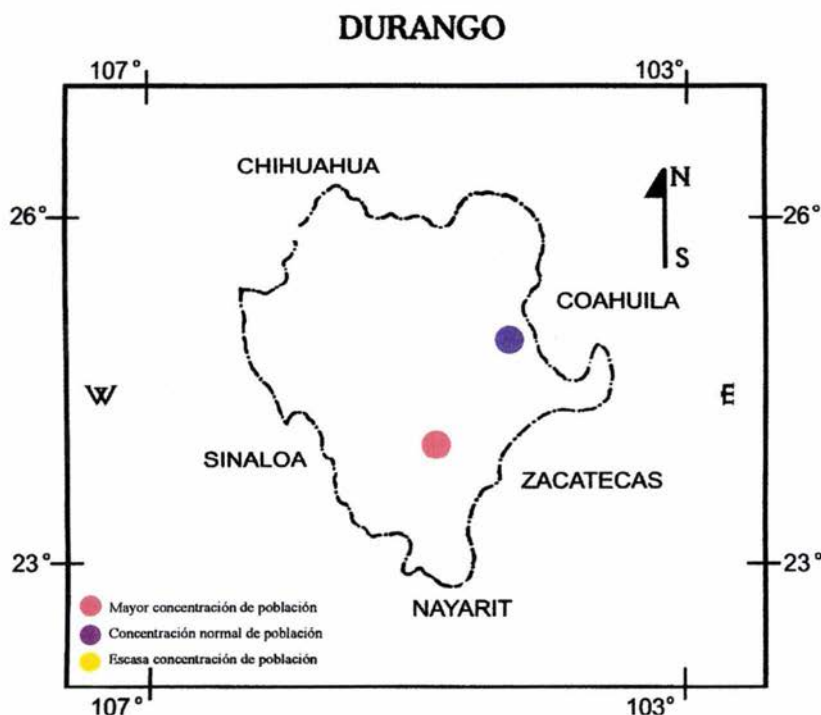 DURANGO
107° 103°
CHIHUAHUA
N
26° 26°
S
COAHUILA
W E
SINALOA
ZACATECAS
23° 23°
NAYARIT
Mayor concentración de población
Concentración normal de población
Escasa concentración de población
107° 103°